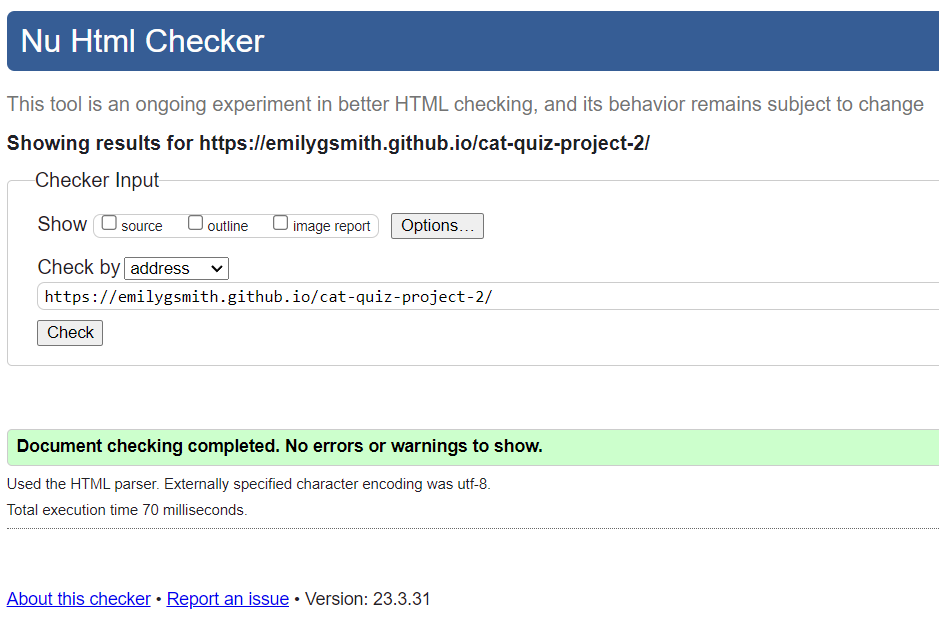 Nu Html Checker
This tool is an ongoing experiment in better HTML checking, and its behavior remains subject to change
Showing results for https://emilygsmith.github.io/cat-quiz-project-2/
Checker Input
Show source outline image report Options...
Check by address
https://emilygsmith.github.io/cat-quiz-project-2/
Check
Document checking completed. No errors or warnings to show.
Used the HTML parser. Externally specified character encoding was utf-8.
Total execution time 70 milliseconds.
About this checker • Report an issue • Version: 23.3.31